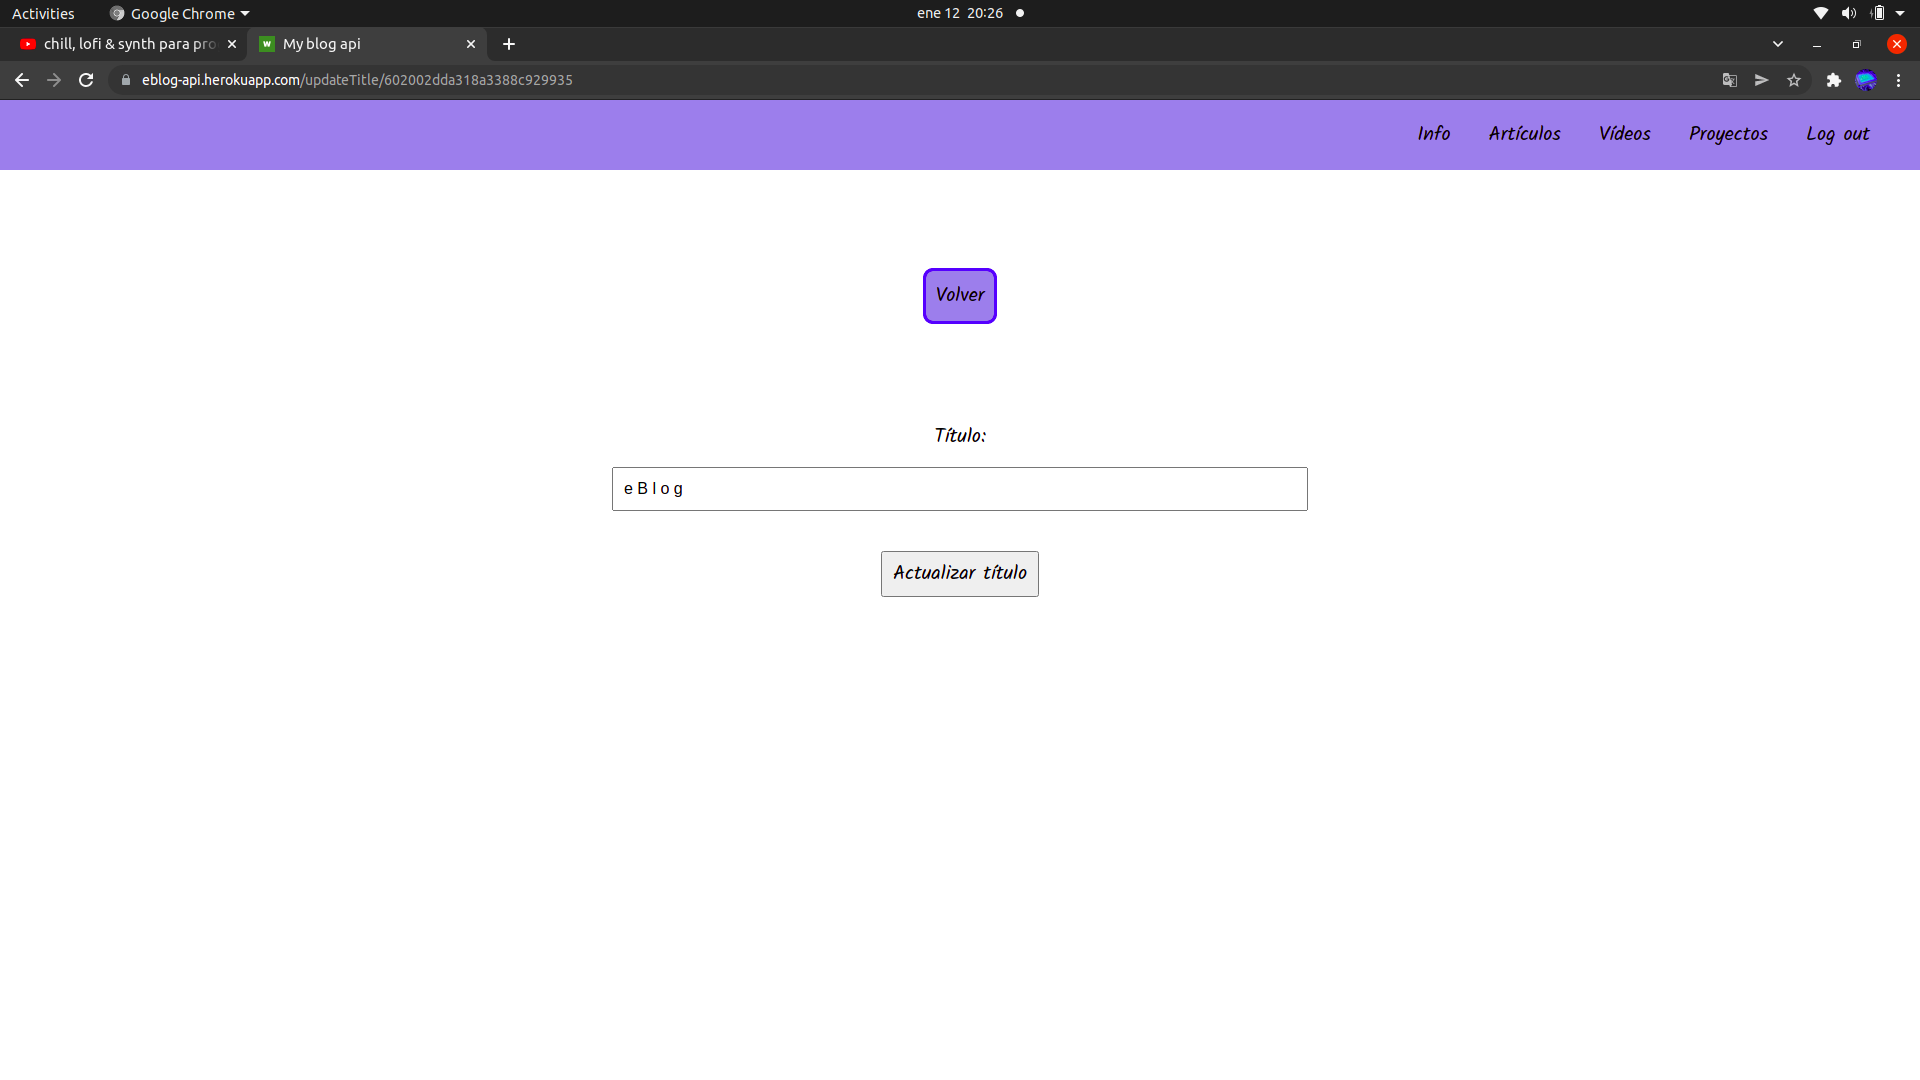 Activities Google Chrome ene 12 20:26
chill, lofi & synth para pro My blog api
eblog-api.herokuapp.com/updateTitle/602002dda318a3388c929935
Info Artículos Vídeos Proyectos Log out
Volver
Título:
eBlog
Actualizar título